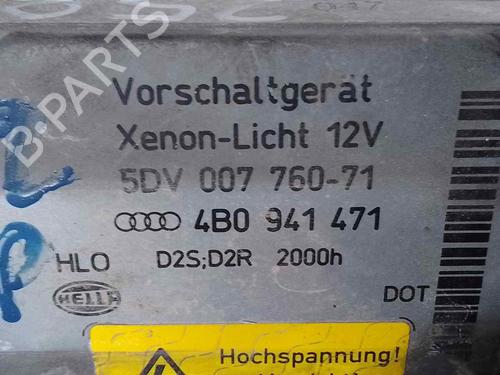 047
B-PARTS
Vorschaltgerät
Xenon-Licht 12V
5DV 007 760-71
4B0 941 471
HLO D2S;D2R 2000h
HELLA
DOT
Hochspannung!